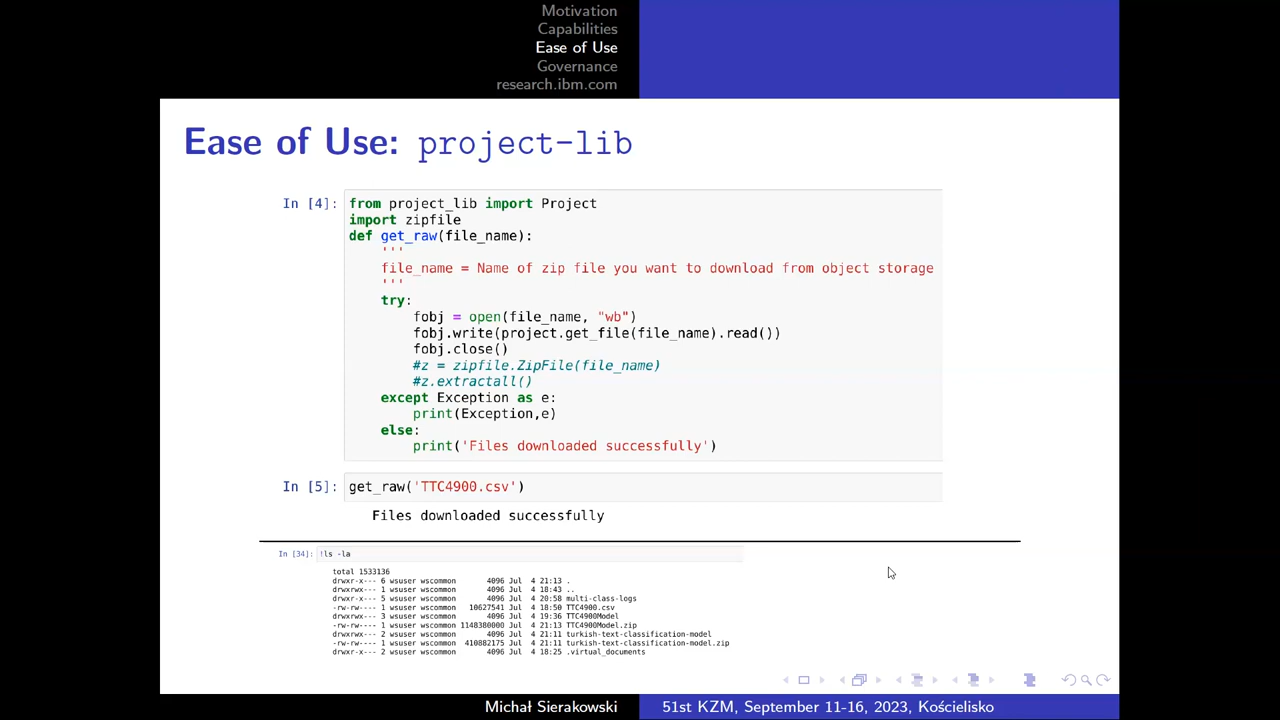 Motivation
Capabilities
Ease of Use
Governance
research.ibm.com
Ease of Use: project-lib
In [4]: from project_lib import Project
import zipfile
def get_raw(file_name):
    '''
    file_name = Name of zip file you want to download from object storage
    '''
    try:
        fobj = open(file_name, "wb")
        fobj.write(project.get_file(file_name).read())
        fobj.close()
        #z = zipfile.ZipFile(file_name)
        #z.extractall()
    except Exception as e:
        print(Exception,e)
    else:
        print('Files downloaded successfully')
In [5]: get_raw('TTC4900.csv')
Files downloaded successfully
In [34]: !ls -la
total 1533136
drwxr-x--- 6 wsuser wscommon 4096 Jul 4 21:13 .
drwxrwx--- 1 wsuser wscommon 4096 Jul 4 18:43 ..
drwxr-x--- 5 wsuser wscommon 4096 Jul 4 20:58 multi-class-logs
-rw-rw---- 1 wsuser wscommon 10627541 Jul 4 18:50 TTC4900.csv
drwxrwx--- 3 wsuser wscommon 4096 Jul 4 19:36 TTC4900Model
-rw-rw---- 1 wsuser wscommon 1148380000 Jul 4 21:13 TTC4900Model.zip
drwxrwx--- 2 wsuser wscommon 4096 Jul 4 21:11 turkish-text-classification-model
-rw-rw---- 1 wsuser wscommon 410882175 Jul 4 21:11 turkish-text-classification-model.zip
drwxr-x--- 2 wsuser wscommon 4096 Jul 4 18:25 .virtual_documents
Michał Sierakowski
51st KZM, September 11-16, 2023, Kościelisko